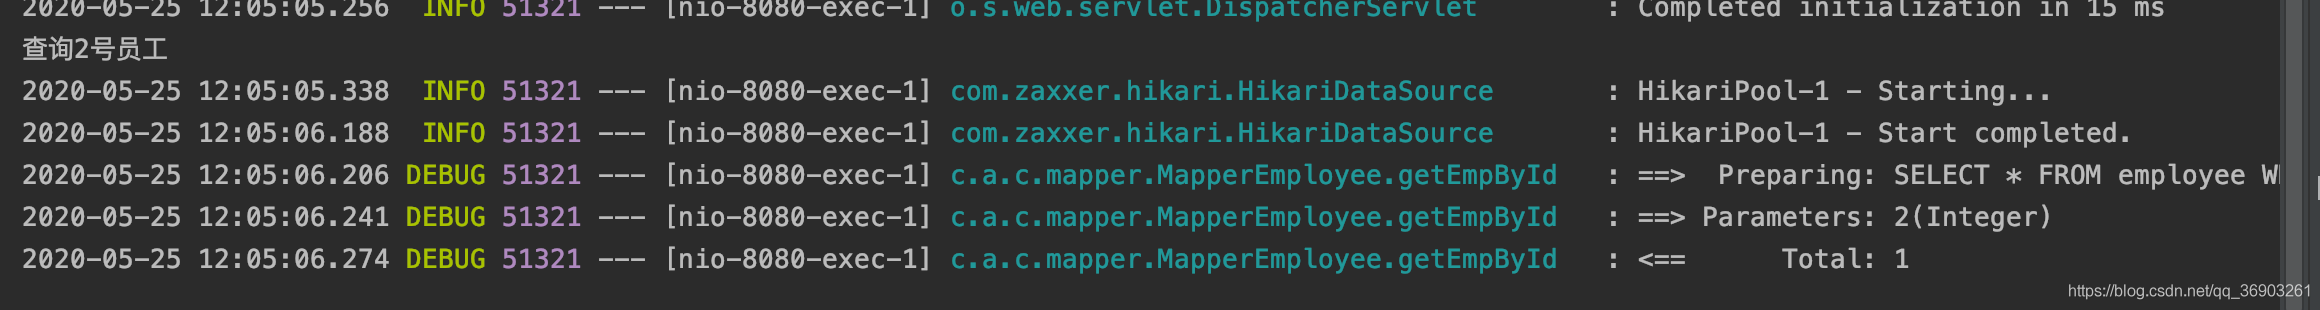 2020-05-25 12:05:05.256  INFO 51321 --- [nio-8080-exec-1] o.s.web.servlet.DispatcherServlet        : Completed initialization in 15 ms
查询2号员工
2020-05-25 12:05:05.338  INFO 51321 --- [nio-8080-exec-1] com.zaxxer.hikari.HikariDataSource       : HikariPool-1 - Starting...
2020-05-25 12:05:06.188  INFO 51321 --- [nio-8080-exec-1] com.zaxxer.hikari.HikariDataSource       : HikariPool-1 - Start completed.
2020-05-25 12:05:06.206 DEBUG 51321 --- [nio-8080-exec-1] c.a.c.mapper.MapperEmployee.getEmpById   : ==>  Preparing: SELECT * FROM employee
2020-05-25 12:05:06.241 DEBUG 51321 --- [nio-8080-exec-1] c.a.c.mapper.MapperEmployee.getEmpById   : ==> Parameters: 2(Integer)
2020-05-25 12:05:06.274 DEBUG 51321 --- [nio-8080-exec-1] c.a.c.mapper.MapperEmployee.getEmpById   : <==      Total: 1
https://blog.csdn.net/qq_36903261